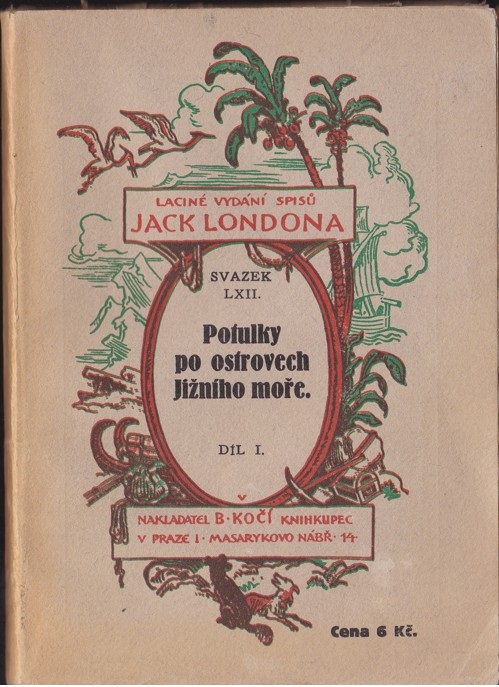 LACINÉ VYDÁNÍ SPISŮ
JACK LONDONA
SVAZEK
LXII.
Potulky
po ostrovech
Jižního moře.
DÍL I.
V
NAKLADATEL B·KOČÍ KNIHKUPEC
V PRAZE I· MASARYKOVO NÁBŘ· 14·
Cena 6 Kč.